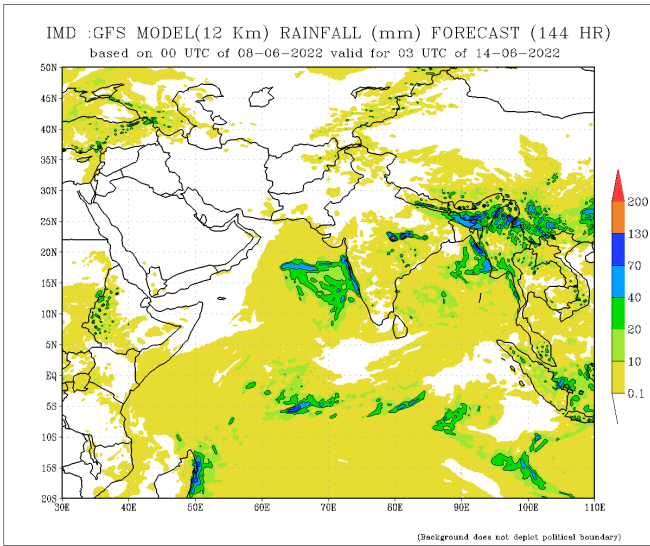 IMD :GFS MODEL(12 Km) RAINFALL (mm) FORECAST (144 HR)
based on 00 UTC of 08-06-2022 valid for 03 UTC of 14-06-2022
50N
45N
40N
35N
30N
25N
20N
15N
10N
5N
EQ
5S
10S
15S
20S
30E 40E 50E 60E 70E 80E 90E 100E 110E
200
130
70
40
20
10
0.1
(Background does not depict political boundary)